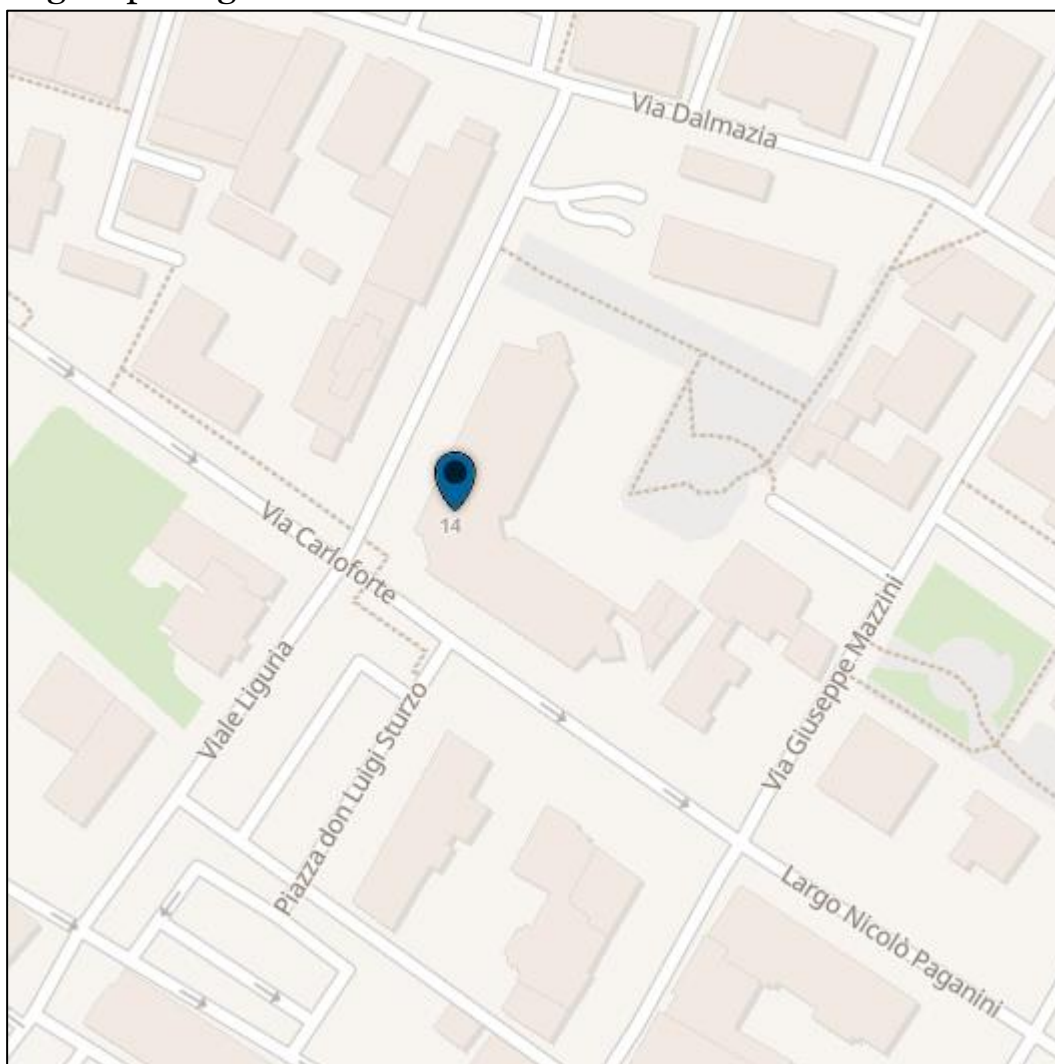 Via Dalmazia
14
Via Carloforte
Viale Liguria
Piazza don Luigi Sturzo
Via Giuseppe Mazzini
Largo Nicolò Paganini